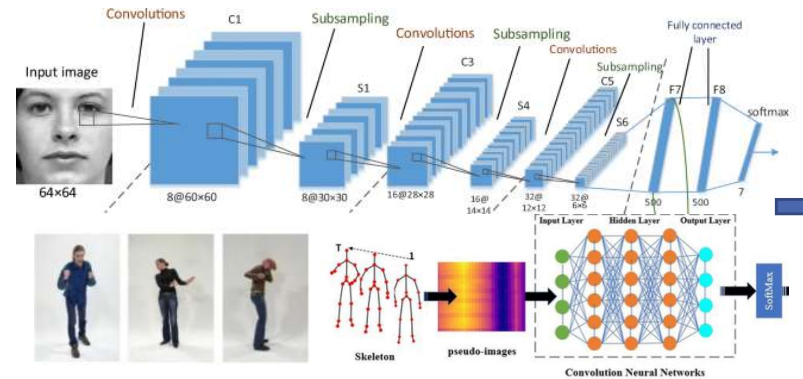 Convolutions
C1
Subsampling
Convolutions
Subsampling
Convolutions
Fully connected
layer
Input image
S1
C3
S4
C5
Subsampling
S6
F7
F8
softmax
64×64
8@60×60
8@30×30
16@28×28
16@
14×14
32@
12×12
32@
6×6
500
500
7
Input Layer
Hidden Layer
Output Layer
T
1
Skeleton
pseudo-images
SoftMax
Convolution Neural Networks